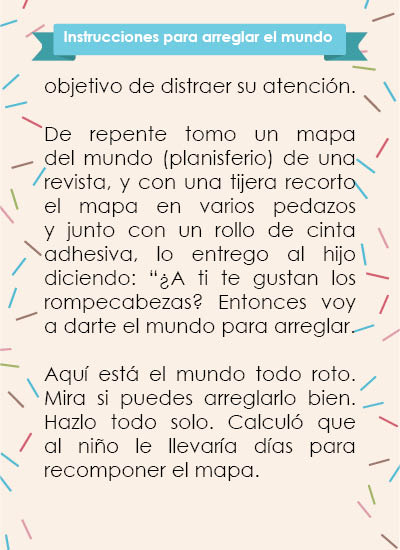 Instrucciones para arreglar el mundo
objetivo de distraer su atención.
De repente tomo un mapa
del mundo (planisferio) de una
revista, y con una tijera recorto
el mapa en varios pedazos
y junto con un rollo de cinta
adhesiva, lo entrego al hijo
diciendo: “¿A ti te gustan los
rompecabezas? Entonces voy
a darte el mundo para arreglar.
Aquí está el mundo todo roto.
Mira si puedes arreglarlo bien.
Hazlo todo solo. Calculó que
al niño le llevaría días para
recomponer el mapa.